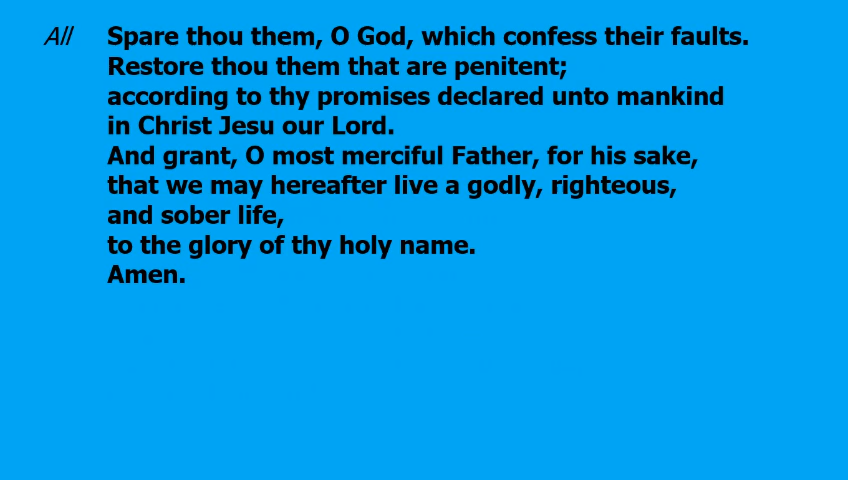 All Spare thou them, O God, which confess their faults.
Restore thou them that are penitent;
according to thy promises declared unto mankind
in Christ Jesu our Lord.
And grant, O most merciful Father, for his sake,
that we may hereafter live a godly, righteous,
and sober life,
to the glory of thy holy name.
Amen.